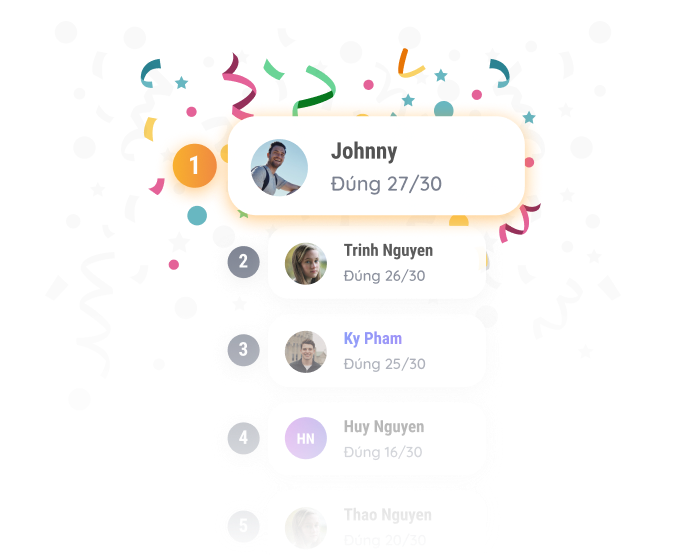 1
Johnny
Đúng 27/30
2
Trinh Nguyen
Đúng 26/30
3
Ky Pham
Đúng 25/30
4
HN
Huy Nguyen
Đúng 16/30
5
Thao Nguyen
Đúng 20/30